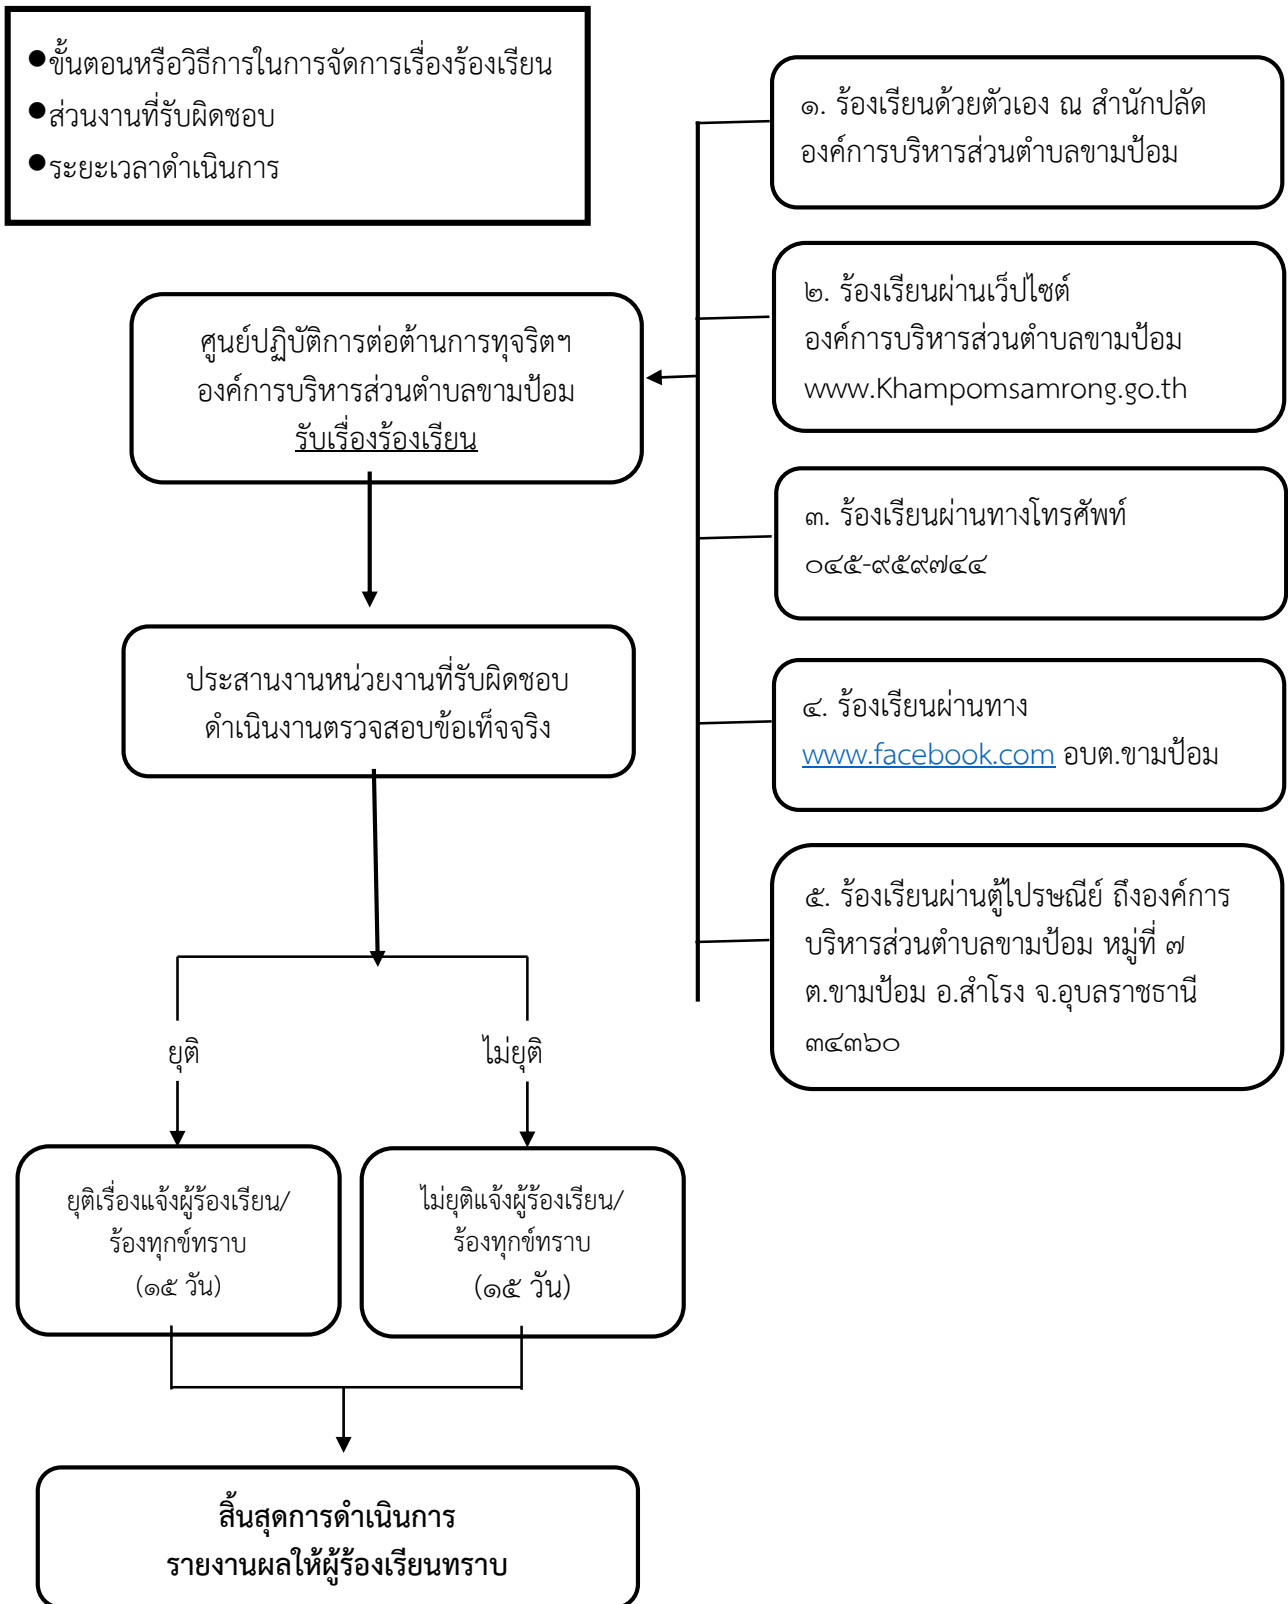 ●ขั้นตอนหรือวิธีการในการจัดการเรื่องร้องเรียน
●ส่วนงานที่รับผิดชอบ
●ระยะเวลาดำเนินการ
๑. ร้องเรียนด้วยตัวเอง ณ สำนักปลัด
องค์การบริหารส่วนตำบลขามป้อม
๒. ร้องเรียนผ่านเว็ปไซต์
องค์การบริหารส่วนตำบลขามป้อม
www.Khampomsamrong.go.th
๓. ร้องเรียนผ่านทางโทรศัพท์
๐๔๕-๙๕๙๗๔๔
๔. ร้องเรียนผ่านทาง
www.facebook.com อบต.ขามป้อม
๕. ร้องเรียนผ่านตู้ไปรษณีย์ ถึงองค์การ
บริหารส่วนตำบลขามป้อม หมู่ที่ ๗
ต.ขามป้อม อ.สำโรง จ.อุบลราชธานี
๓๔๓๖๐
ศูนย์ปฏิบัติการต่อต้านการทุจริตฯ
องค์การบริหารส่วนตำบลขามป้อม
รับเรื่องร้องเรียน
ประสานงานหน่วยงานที่รับผิดชอบ
ดำเนินงานตรวจสอบข้อเท็จจริง
ยุติ
ไม่ยุติ
ยุติเรื่องแจ้งผู้ร้องเรียน/
ร้องทุกข์ทราบ
(๑๕ วัน)
ไม่ยุติแจ้งผู้ร้องเรียน/
ร้องทุกข์ทราบ
(๑๕ วัน)
สิ้นสุดการดำเนินการ
รายงานผลให้ผู้ร้องเรียนทราบ